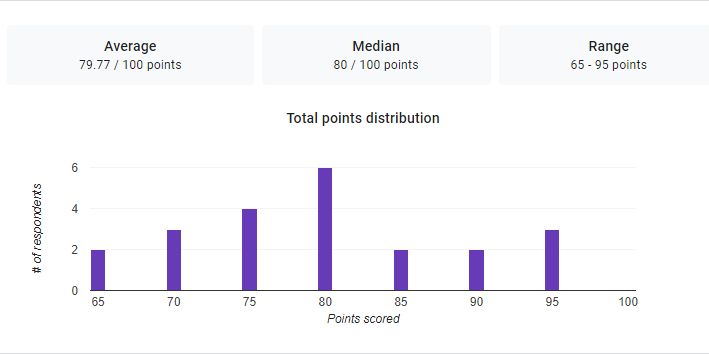 Average
79.77 / 100 points
Median
80 / 100 points
Range
65 - 95 points
Total points distribution
# of respondents
6
4
2
0
65 70 75 80 85 90 95 100
Points scored